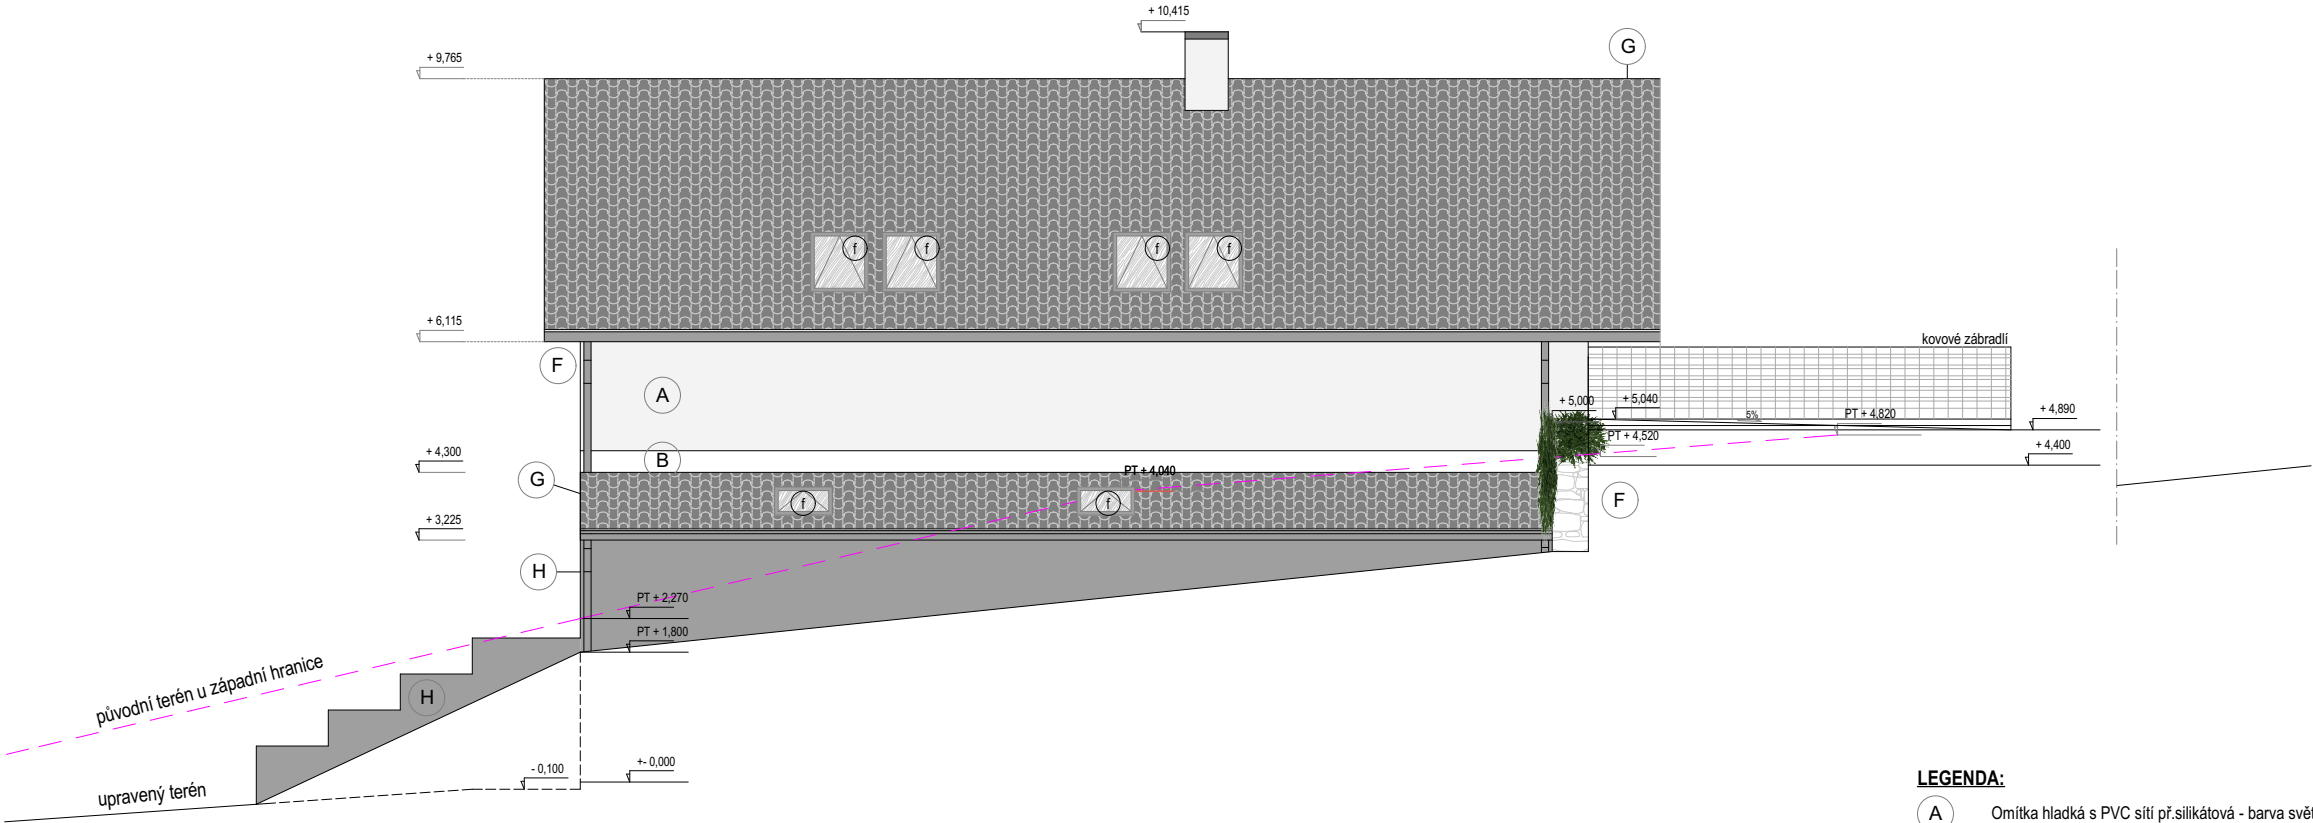 + 10,415
G
+ 9,765
f
f
f
f
+ 6,115
kovové zábradlí
F
A
+ 5,000
+ 5,040
5%
PT + 4,820
+ 4,890
PT + 4,520
+ 4,300
B
+ 4,400
PT + 4,040
G
f
f
F
+ 3,225
H
PT + 2,270
PT + 1,800
původní terén u západní hranice
H
- 0,100
+- 0,000
upravený terén
LEGENDA:
A Omítka hladká s PVC sítí př.silikátová - barva